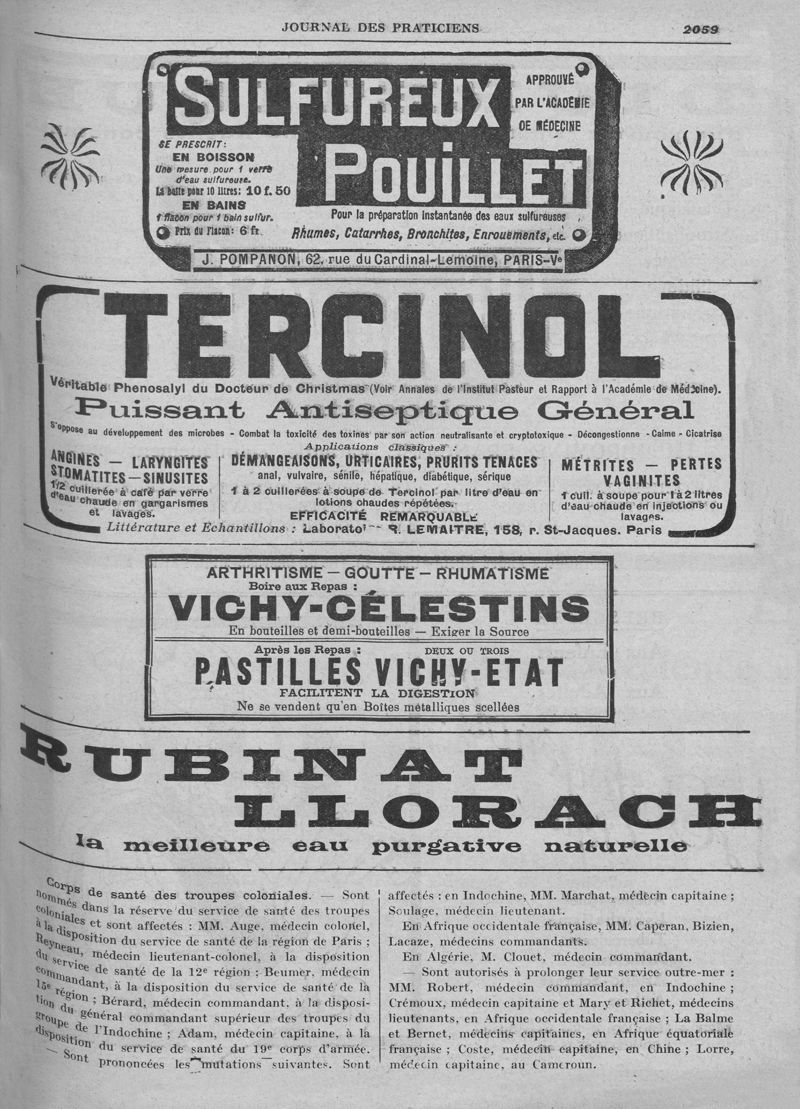 JOURNAL DES PRATICIENS 2059
SULFUREUX
POUILLET
APPROUVÉ
PAR L'ACADÉMIE
DE MÉDECINE
SE PRESCRIT:
EN BOISSON
Une mesure pour 1 verre
d'eau sulfureuse.
La boîte pour 10 litres: 10 f. 50
EN BAINS
1 flacon pour 1 bain sulfur.
Prix du Flacon: 6 fr.
Pour la préparation instantanée des eaux sulfureuses
Rhumes, Catarrhes, Bronchites, Enrouements, etc.
J. POMPANON, 62, rue du Cardinal-Lemoine, PARIS-Ve
TERCINOL
Véritable Phenosalyl du Docteur de Christmas (Voir Annales de l'Institut Pasteur et Rapport à l'Académie de Médecine).
Puissant Antiseptique Général
S'oppose au développement des microbes - Combat la toxicité des toxines par son action neutralisante et cryptotoxique - Décongestionne - Calme - Cicatrise
Applications classiques :
ANGINES — LARYNGITES
STOMATITES — SINUSITES
1/2 cuillerée à café par verre
d'eau chaude en gargarismes
et lavages.
DÉMANGEAISONS, URTICAIRES, PRURITS TENACES
anal, vulvaire, sénile, hépatique, diabétique, sérique
1 à 2 cuillerées à soupe de Tercinol par litre d'eau en
lotions chaudes répétées.
EFFICACITÉ REMARQUABLE
MÉTRITES — PERTES
VAGINITES
1 cuil. à soupe pour 1 à 2 litres
d'eau chaude en injections ou
lavages.
Littérature et Echantillons : Laborato R. LEMAITRE, 158, r. St-Jacques. Paris
ARTHRITISME — GOUTTE — RHUMATISME
Boire aux Repas :
VICHY-CÉLESTINS
En bouteilles et demi-bouteilles — Exiger la Source
Après les Repas : DEUX OU TROIS
PASTILLES VICHY-ETAT
FACILITENT LA DIGESTION
Ne se vendent qu'en Boîtes métalliques scellées
RUBINAT
LLORACH
la meilleure eau purgative naturelle
Corps de santé des troupes coloniales. — Sont
nommés dans la réserve du service de santé des troupes
coloniales et sont affectés : MM. Auge, médecin colonel,
à la disposition du service de santé de la région de Paris ;
Reyneau, médecin lieutenant-colonel, à la disposition
du service de santé de la 12e région ; Beumer, médecin
commandant, à la disposition du service de santé de la
15e région ; Bérard, médecin commandant, à la disposi-
tion du général commandant supérieur des troupes du
groupe de l'Indochine ; Adam, médecin capitaine, à la
disposition du service de santé du 19e corps d'armée.
— Sont prononcées les mutations suivantes. Sont
affectés : en Indochine, MM. Marchat, médecin capitaine ;
Soulage, médecin lieutenant.
En Afrique occidentale française, MM. Caperan, Bizien,
Lacaze, médecins commandants.
En Algérie, M. Clouet, médecin commandant.
— Sont autorisés à prolonger leur service outre-mer :
MM. Robert, médecin commandant, en Indochine ;
Crémoux, médecin capitaine et Mary et Richet, médecins
lieutenants, en Afrique occidentale française ; La Balme
et Bernet, médecins capitaines, en Afrique équatoriale
française ; Coste, médecin capitaine, en Chine ; Lorre,
médecin capitaine, au Cameroun.